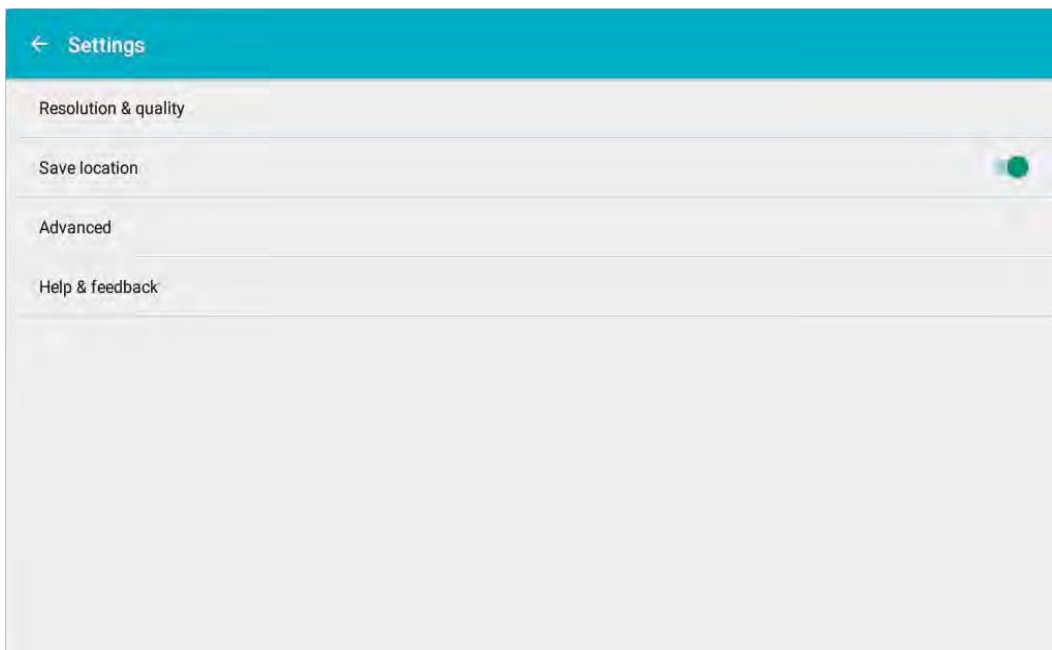 Settings
Resolution & quality
Save location
Advanced
Help & feedback